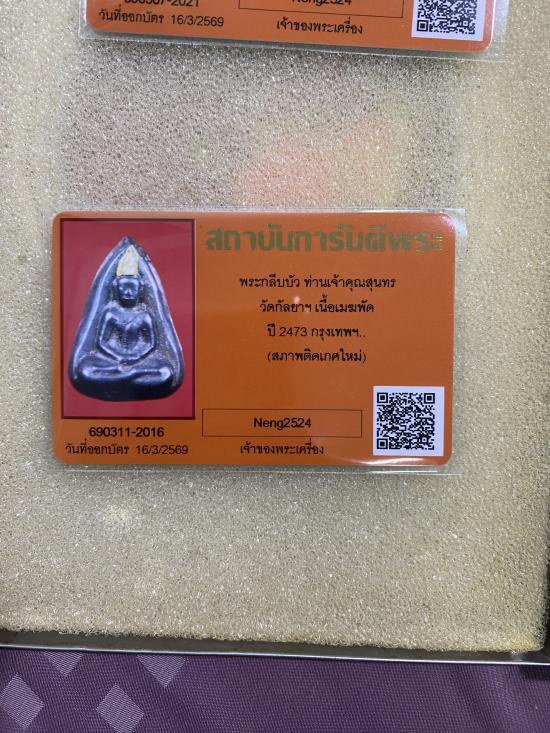 วันที่ออกบัตร 16/3/2569
เจ้าของพระเครื่อง
สถาบันการันตีพระ
พระกลีบบัว ท่านเจ้าคุณสุนทร
วัดกัลยาฯ เนื้อเมฆพัด
ปี 2473 กรุงเทพฯ..
(สภาพติดเกศใหม่)
690311-2016
Neng2524
วันที่ออกบัตร 16/3/2569
เจ้าของพระเครื่อง